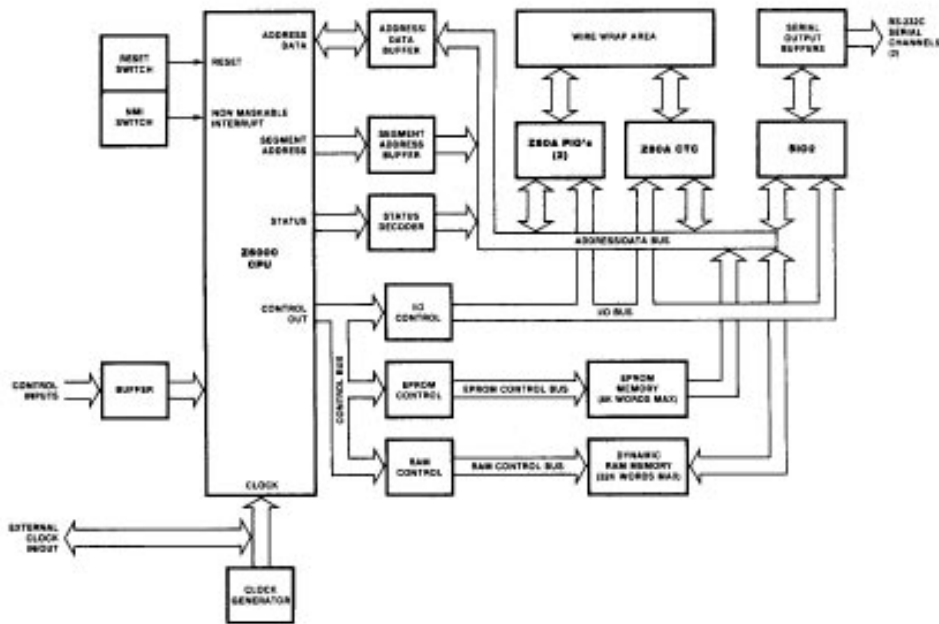 RESET
SWITCH
NMI
SWITCH
ADDRESS
DATA
RESET
NON MASKABLE
INTERRUPT
SEGMENT
ADDRESS
STATUS
Z8000
CPU
CONTROL
OUT
CLOCK
ADDRESS/
DATA
BUFFER
SEGMENT
ADDRESS
BUFFER
STATUS
DECODER
WIRE WRAP AREA
SERIAL
OUTPUT
BUFFERS
RS-232C
SERIAL
CHANNELS
(2)
Z80A PIO's
(2)
Z80A CTC
ADDRESS/DATA BUS
I/O
CONTROL
I/O BUS
CONTROL BUS
CONTROL
INPUTS
BUFFER
EPROM
CONTROL
EPROM CONTROL BUS
EPROM
MEMORY
WORDS MAX)
RAM
CONTROL
RAM CONTROL BUS
DYNAMIC
RAM MEMORY
(32K WORDS MAX)
EXTERNAL
CLOCK
IN/OUT
CLOCK
GENERATOR